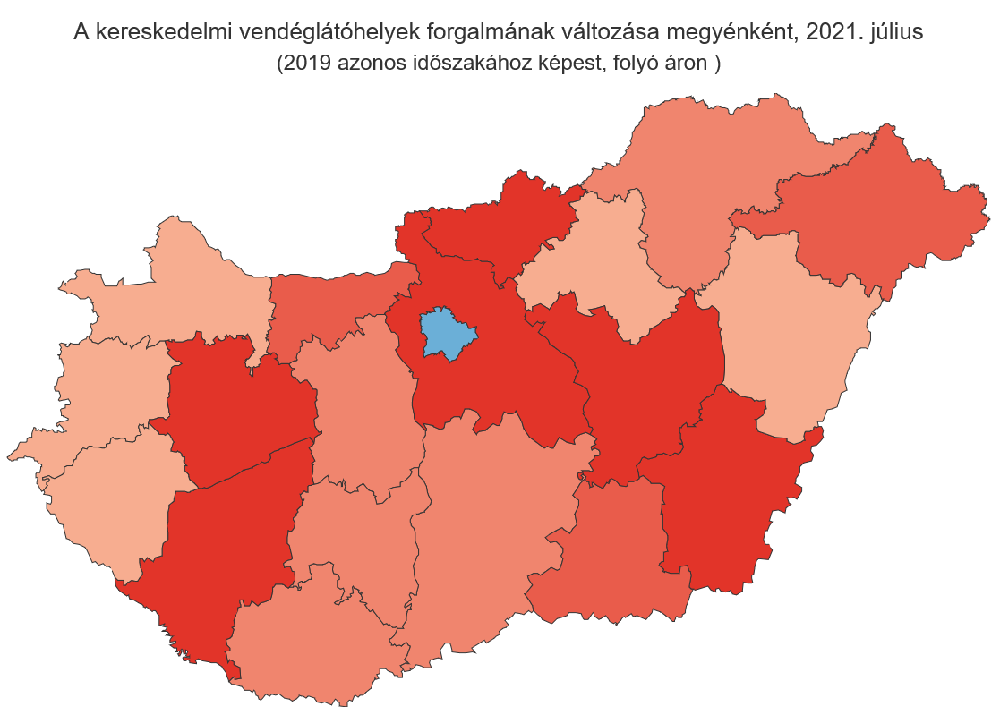 A kereskedelmi vendéglátóhelyek forgalmának változása megyénként, 2021. július
(2019 azonos időszakához képest, folyó áron )